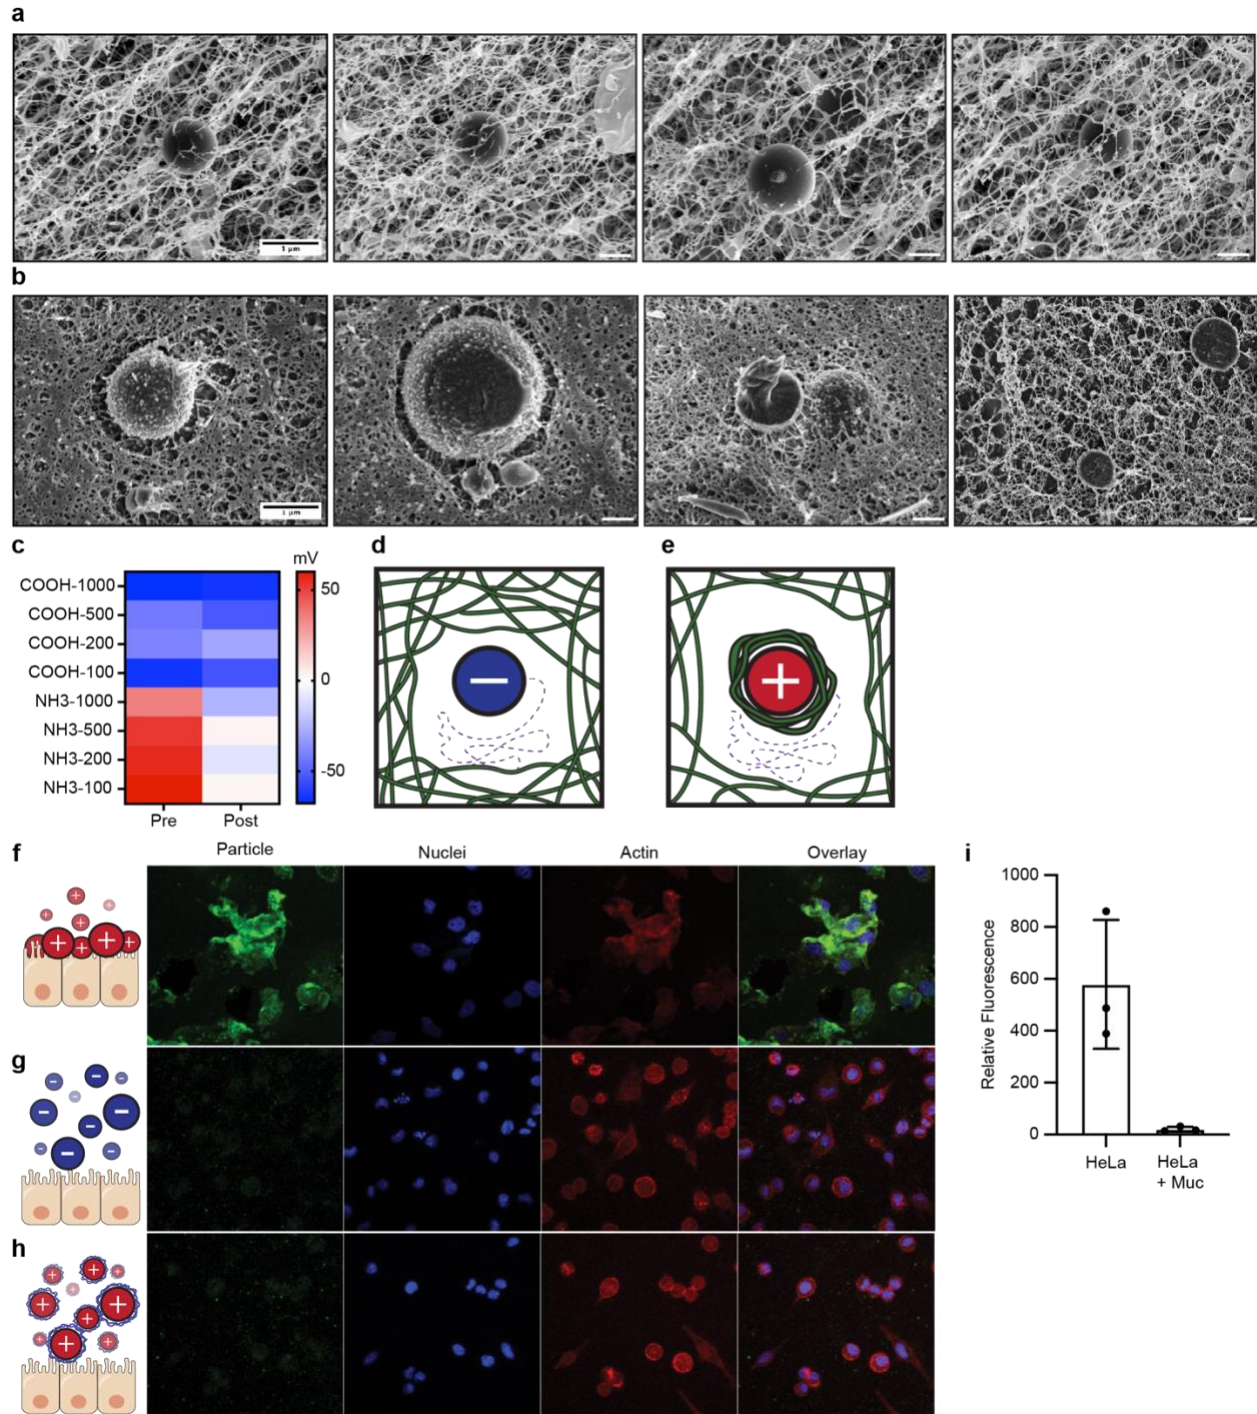 a
1 µm
b
1 µm
c
mV
COOH-1000
COOH-500
COOH-200
COOH-100
NH3-1000
NH3-500
NH3-200
NH3-100
50
0
-50
Pre
Post
d
−
e
+
f
Particle
Nuclei
Actin
Overlay
g
h
i
Relative Fluorescence
1000
800
600
400
200
0
HeLa
HeLa
+ Muc